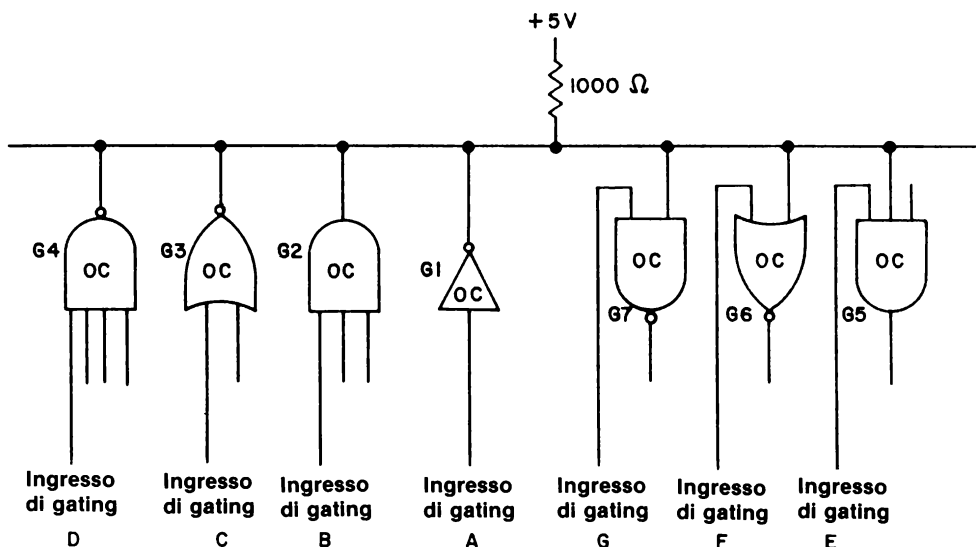 +5V
1000 Ω
G4
OC
G3
OC
G2
OC
G1
OC
OC
G7
OC
G6
OC
G5
Ingresso
di gating
D
Ingresso
di gating
C
Ingresso
di gating
B
Ingresso
di gating
A
Ingresso
di gating
G
Ingresso
di gating
F
Ingresso
di gating
E